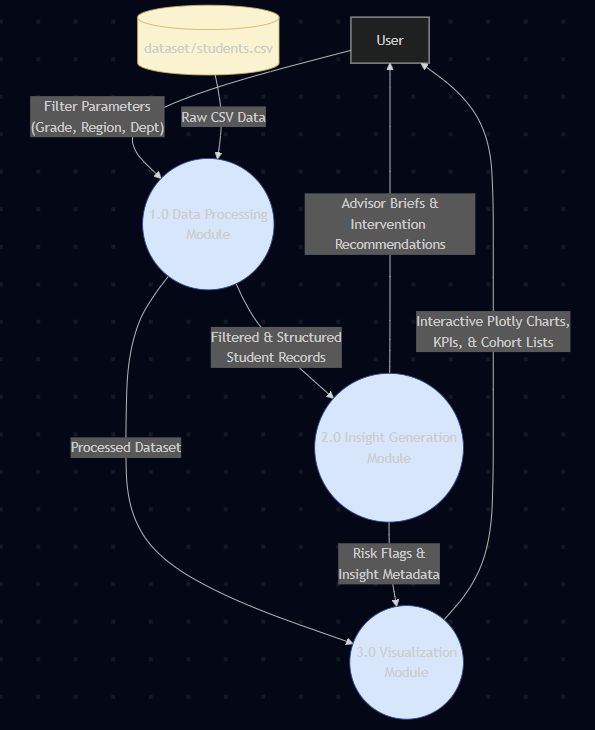 dataset/students.csv
User
Filter Parameters
(Grade, Region, Dept)
Raw CSV Data
1.0 Data Processing
Module
Advisor Briefs &
Intervention
Recommendations
Interactive Plotly Charts,
KPIs, & Cohort Lists
Filtered & Structured
Student Records
2.0 Insight Generation
Module
Processed Dataset
Risk Flags &
Insight Metadata
3.0 Visualization
Module